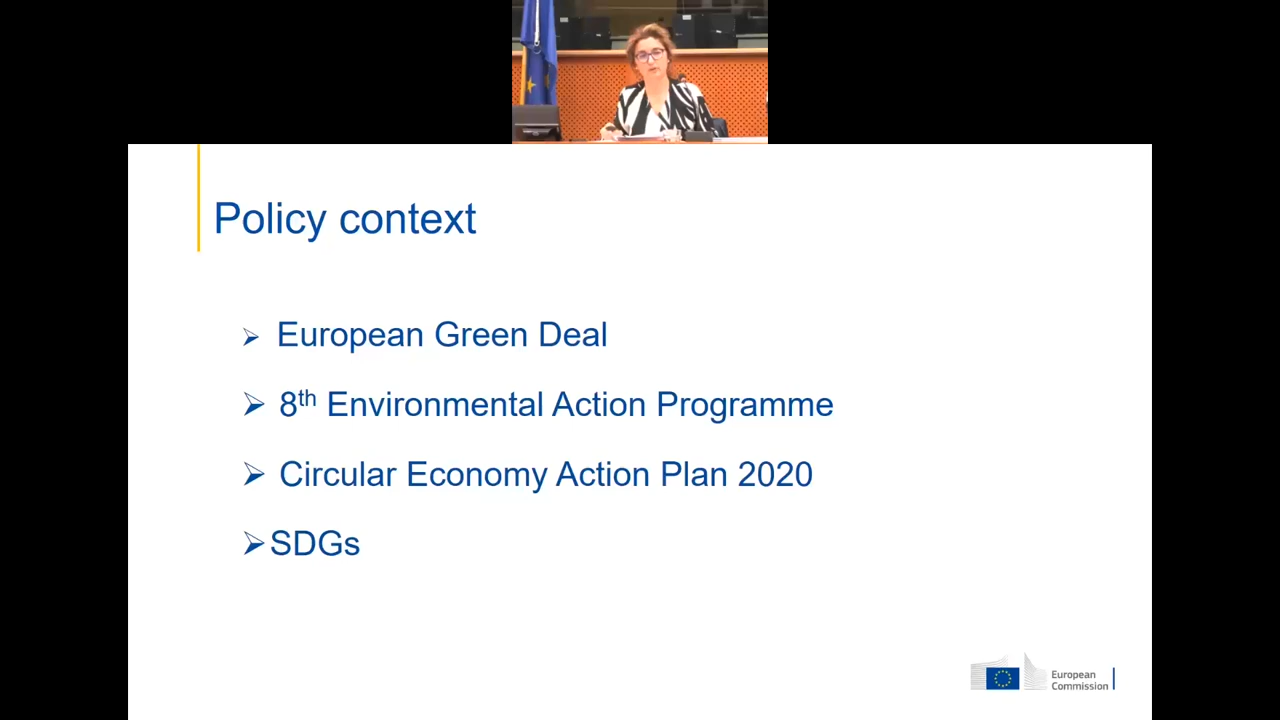 Policy context
➢ European Green Deal
➢ 8th Environmental Action Programme
➢ Circular Economy Action Plan 2020
➢SDGs
European
Commission